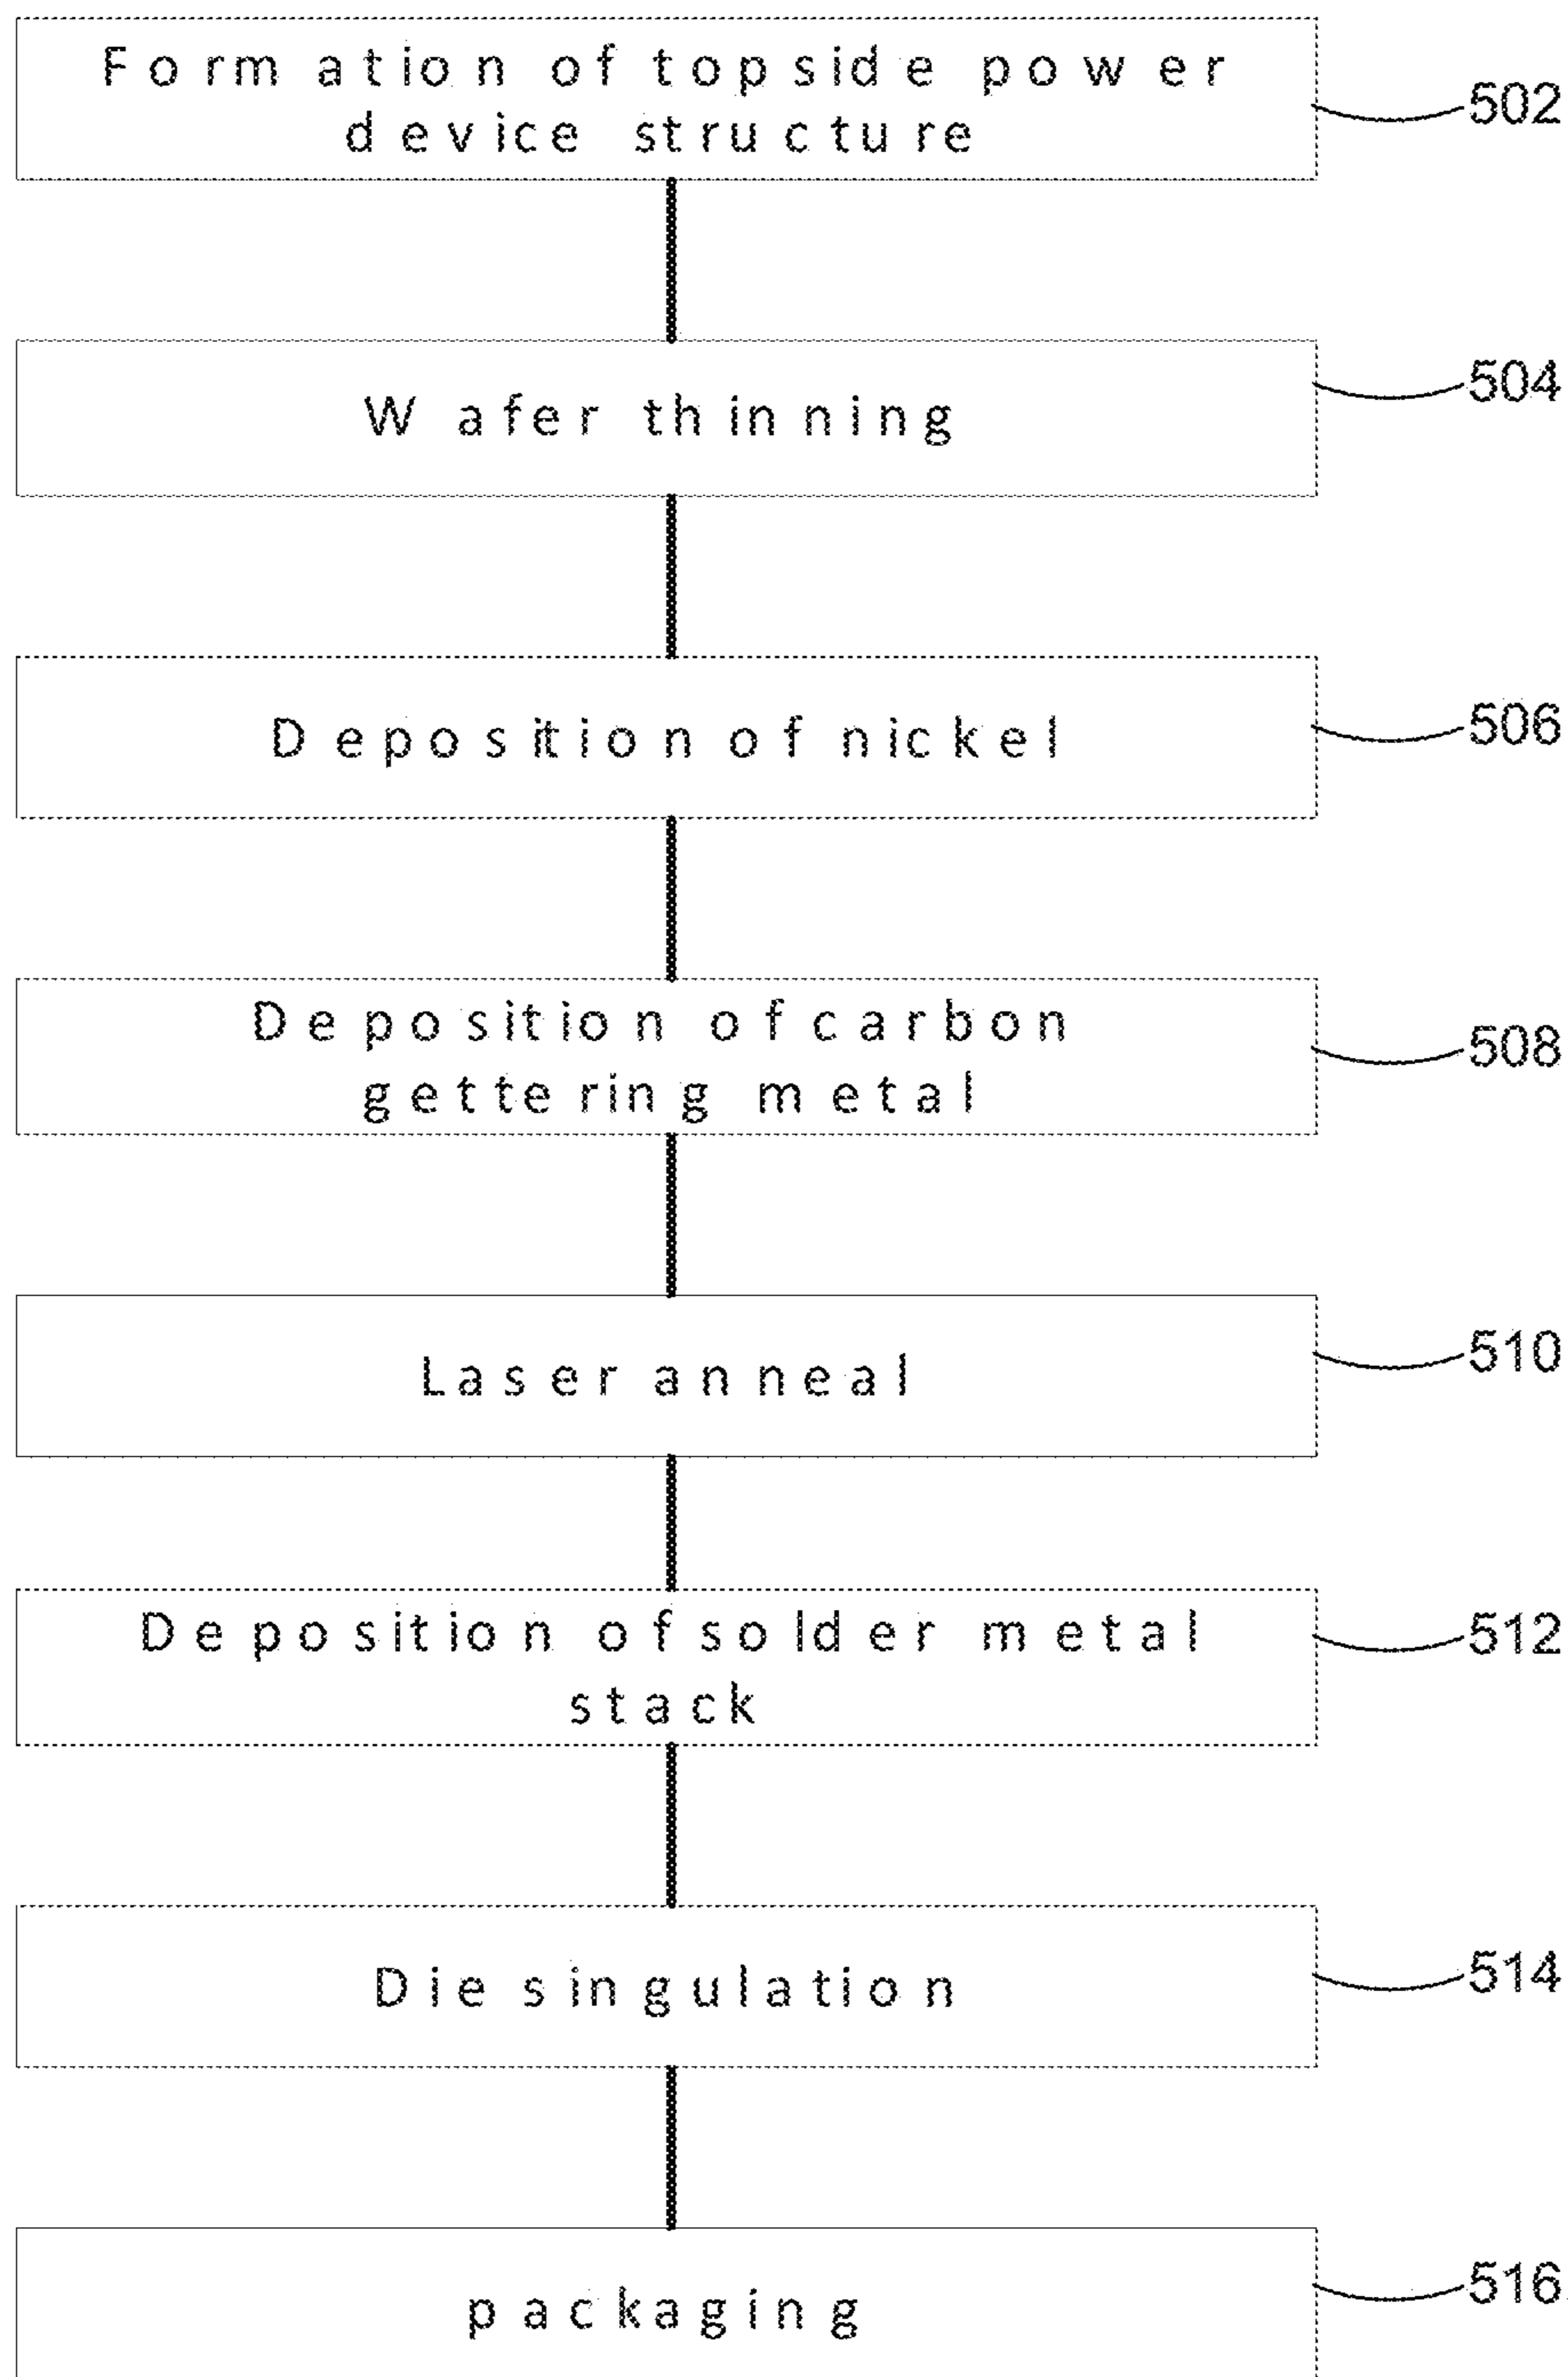 Formation of topside power
device structure
502
Wafer thinning
504
Deposition of nickel
506
Deposition of carbon
gettering metal
508
Laser anneal
510
Deposition of solder metal
stack
512
Die singulation
514
packaging
516